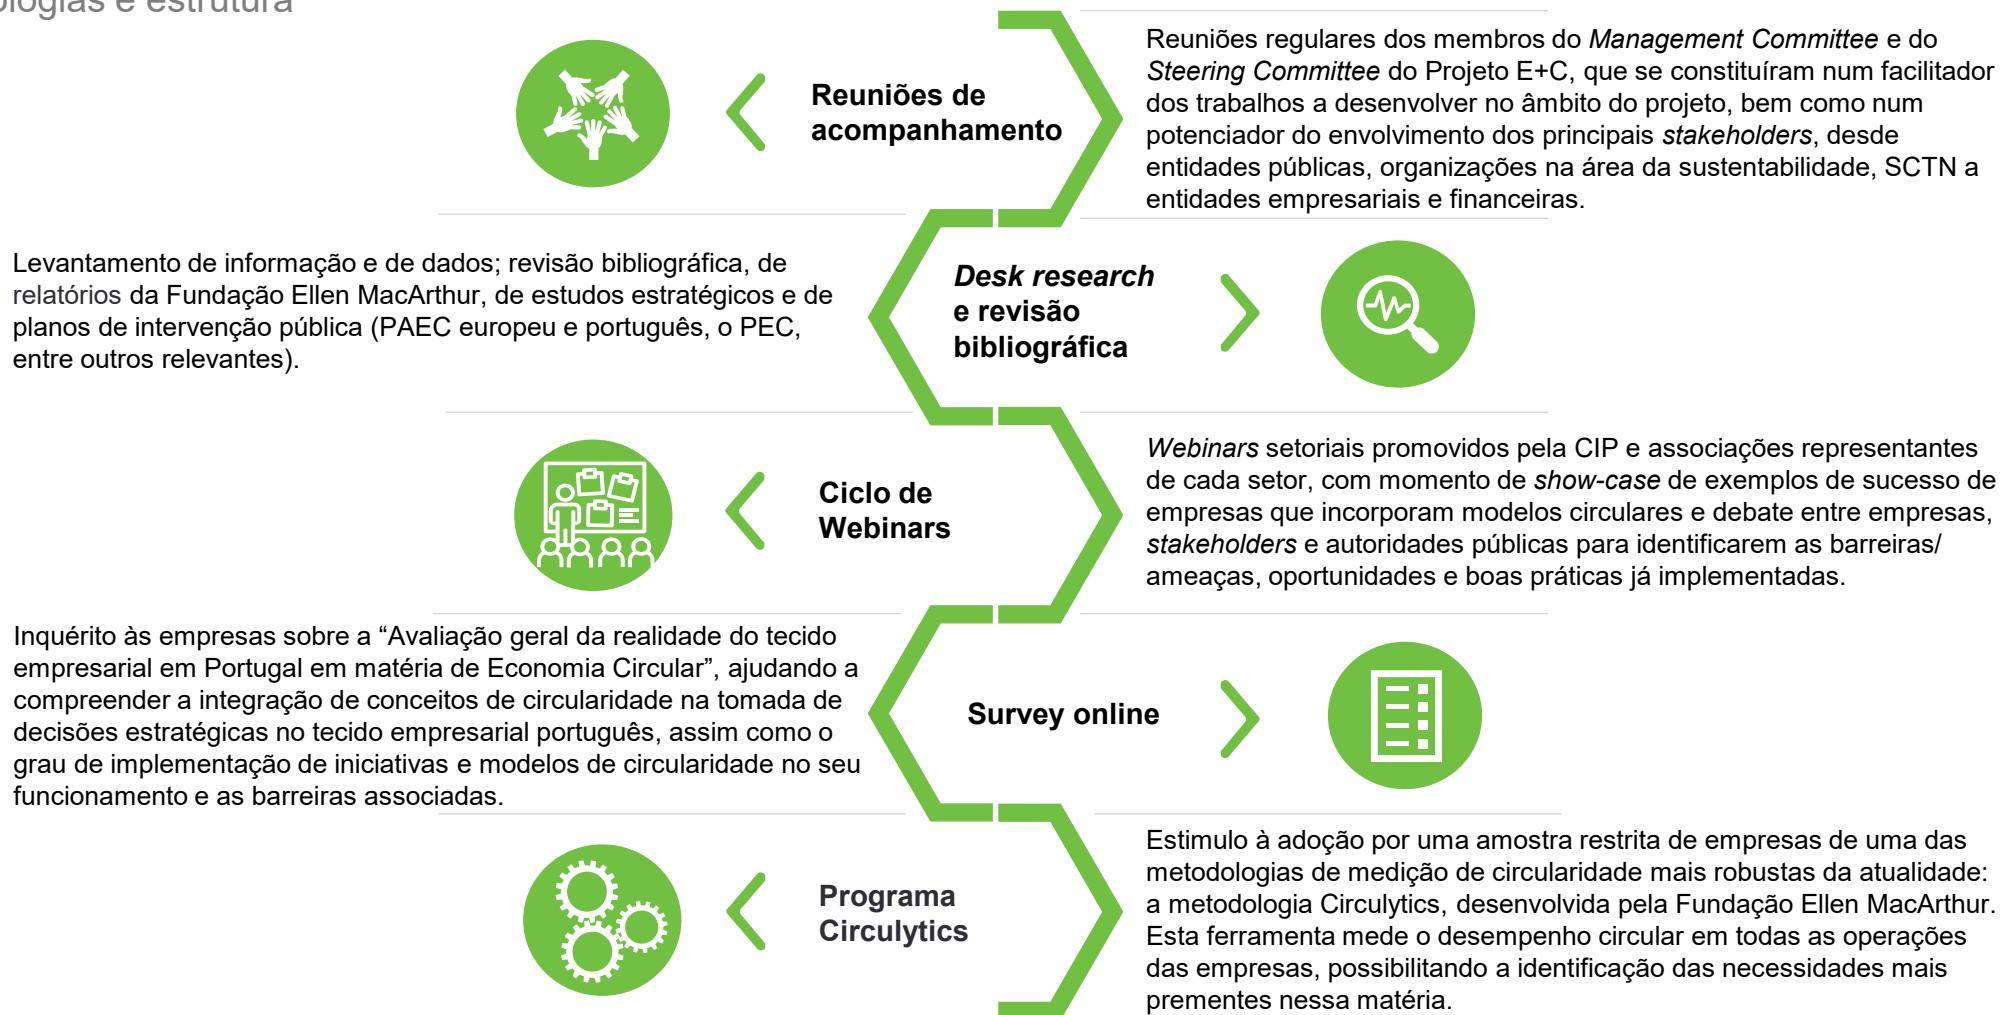 estrutura
Reuniões de
acompanhamento
Reuniões regulares dos membros do Management Committee e do
Steering Committee do Projeto E+C, que se constituíram num facilitador
dos trabalhos a desenvolver no âmbito do projeto, bem como num
potenciador do envolvimento dos principais stakeholders, desde
entidades públicas, organizações na área da sustentabilidade, SCTN a
entidades empresariais e financeiras.
Levantamento de informação e de dados; revisão bibliográfica, de
relatórios da Fundação Ellen MacArthur, de estudos estratégicos e de
planos de intervenção pública (PAEC europeu e português, o PEC,
entre outros relevantes).
Desk research
e revisão
bibliográfica
Ciclo de
Webinars
Webinars setoriais promovidos pela CIP e associações representantes
de cada setor, com momento de show-case de exemplos de sucesso de
empresas que incorporam modelos circulares e debate entre empresas,
stakeholders e autoridades públicas para identificarem as barreiras/
ameaças, oportunidades e boas práticas já implementadas.
Inquérito às empresas sobre a “Avaliação geral da realidade do tecido
empresarial em Portugal em matéria de Economia Circular”, ajudando a
compreender a integração de conceitos de circularidade na tomada de
decisões estratégicas no tecido empresarial português, assim como o
grau de implementação de iniciativas e modelos de circularidade no seu
funcionamento e as barreiras associadas.
Survey online
Programa
Circulytics
Estimulo à adoção por uma amostra restrita de empresas de uma das
metodologias de medição de circularidade mais robustas da atualidade:
a metodologia Circulytics, desenvolvida pela Fundação Ellen MacArthur.
Esta ferramenta mede o desempenho circular em todas as operações
das empresas, possibilitando a identificação das necessidades mais
prementes nessa matéria.